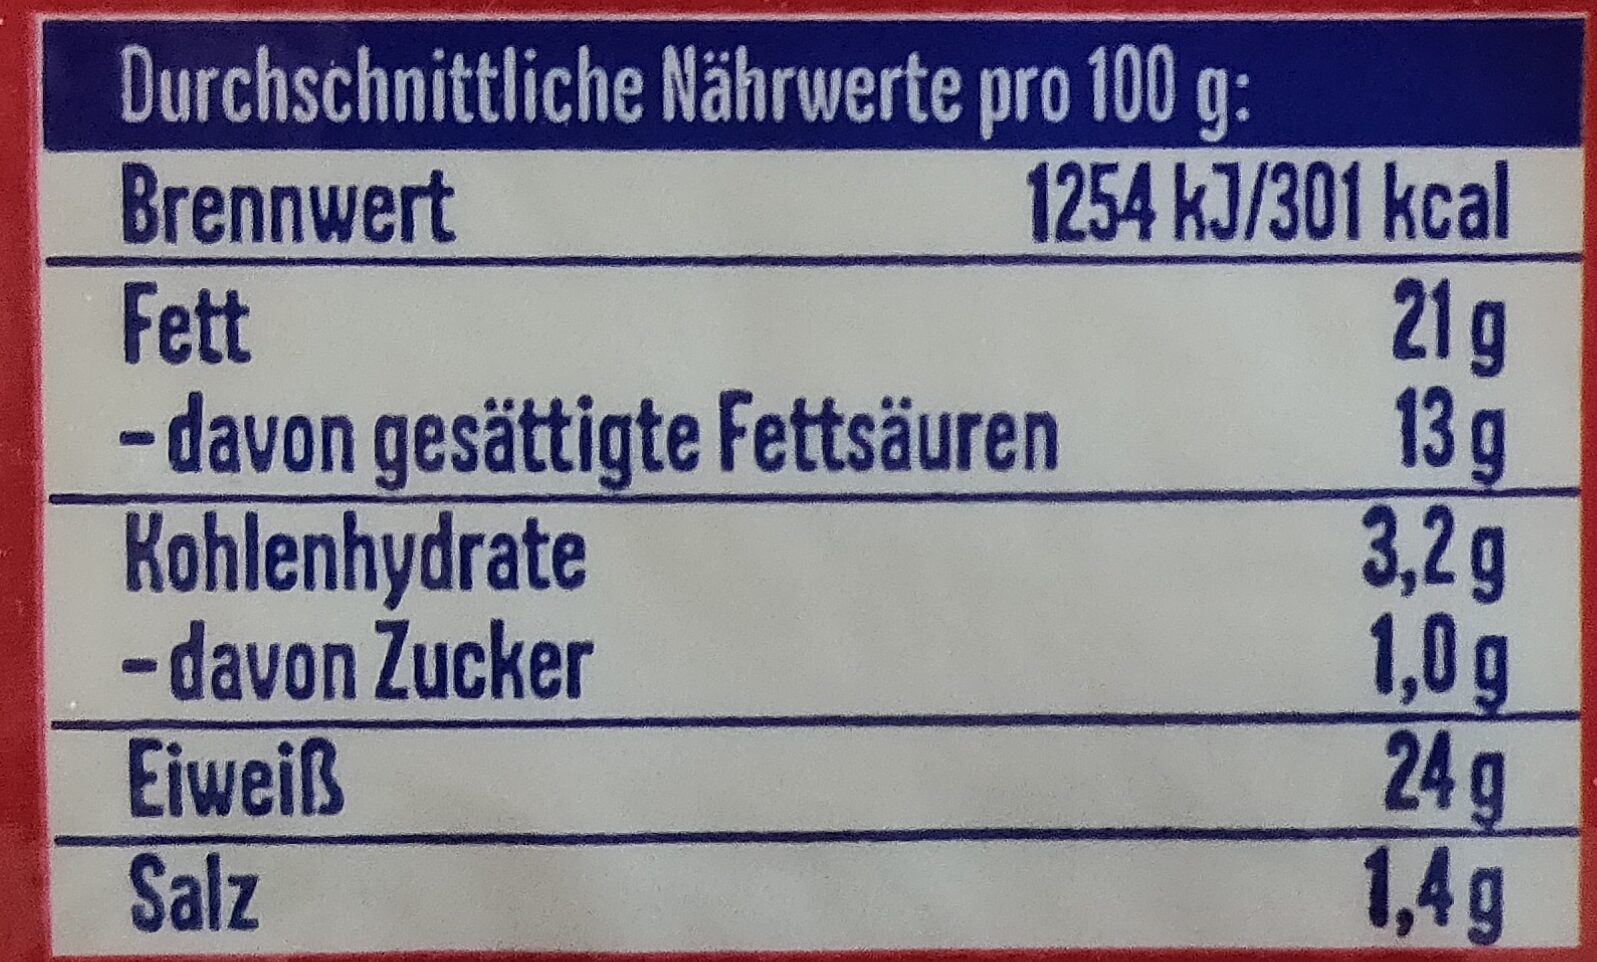 Durchschnittliche Nährwerte pro 100 g:
Brennwert 1254 kJ/301 kcal
Fett 21 g
– davon gesättigte Fettsäuren 13 g
Kohlenhydrate 3,2 g
– davon Zucker 1,0 g
Eiweiß 24 g
Salz 1,4 g